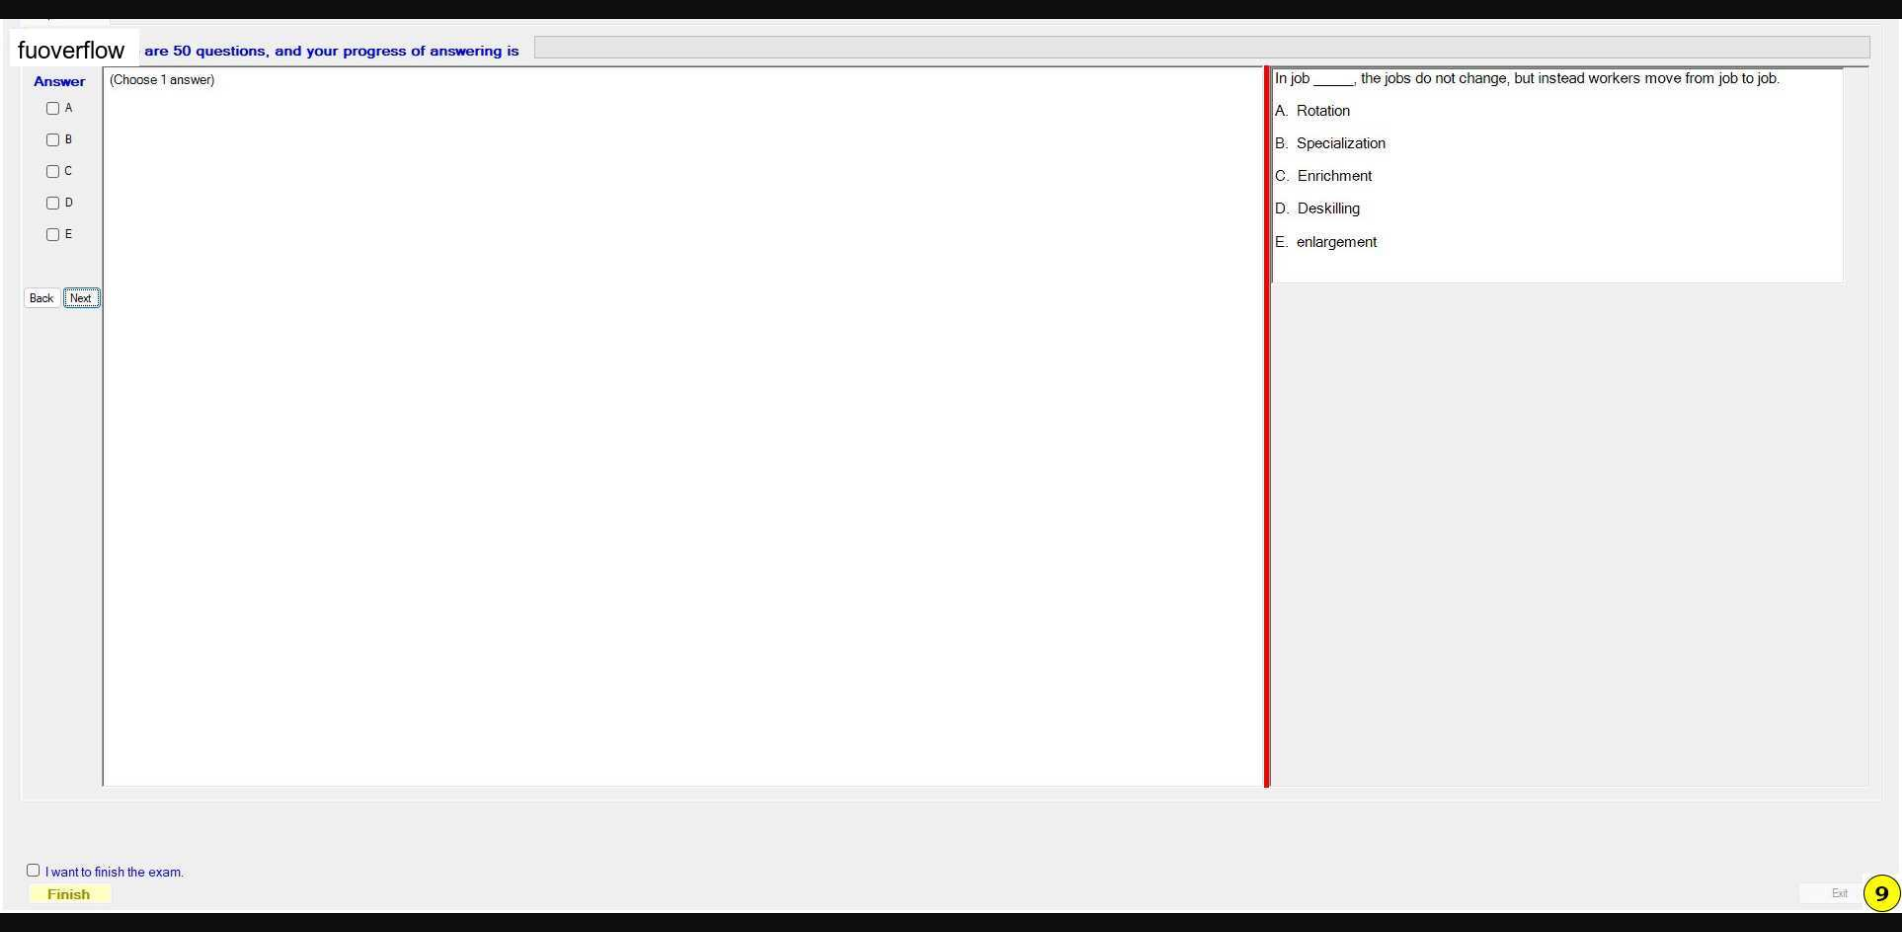 fuoverflow are 50 questions, and your progress of answering is
Answer
(Choose 1 answer)
A
B
C
D
E
Back Next
In job _____, the jobs do not change, but instead workers move from job to job.
A. Rotation
B. Specialization
C. Enrichment
D. Deskilling
E. enlargement
I want to finish the exam.
Finish
Exit
9